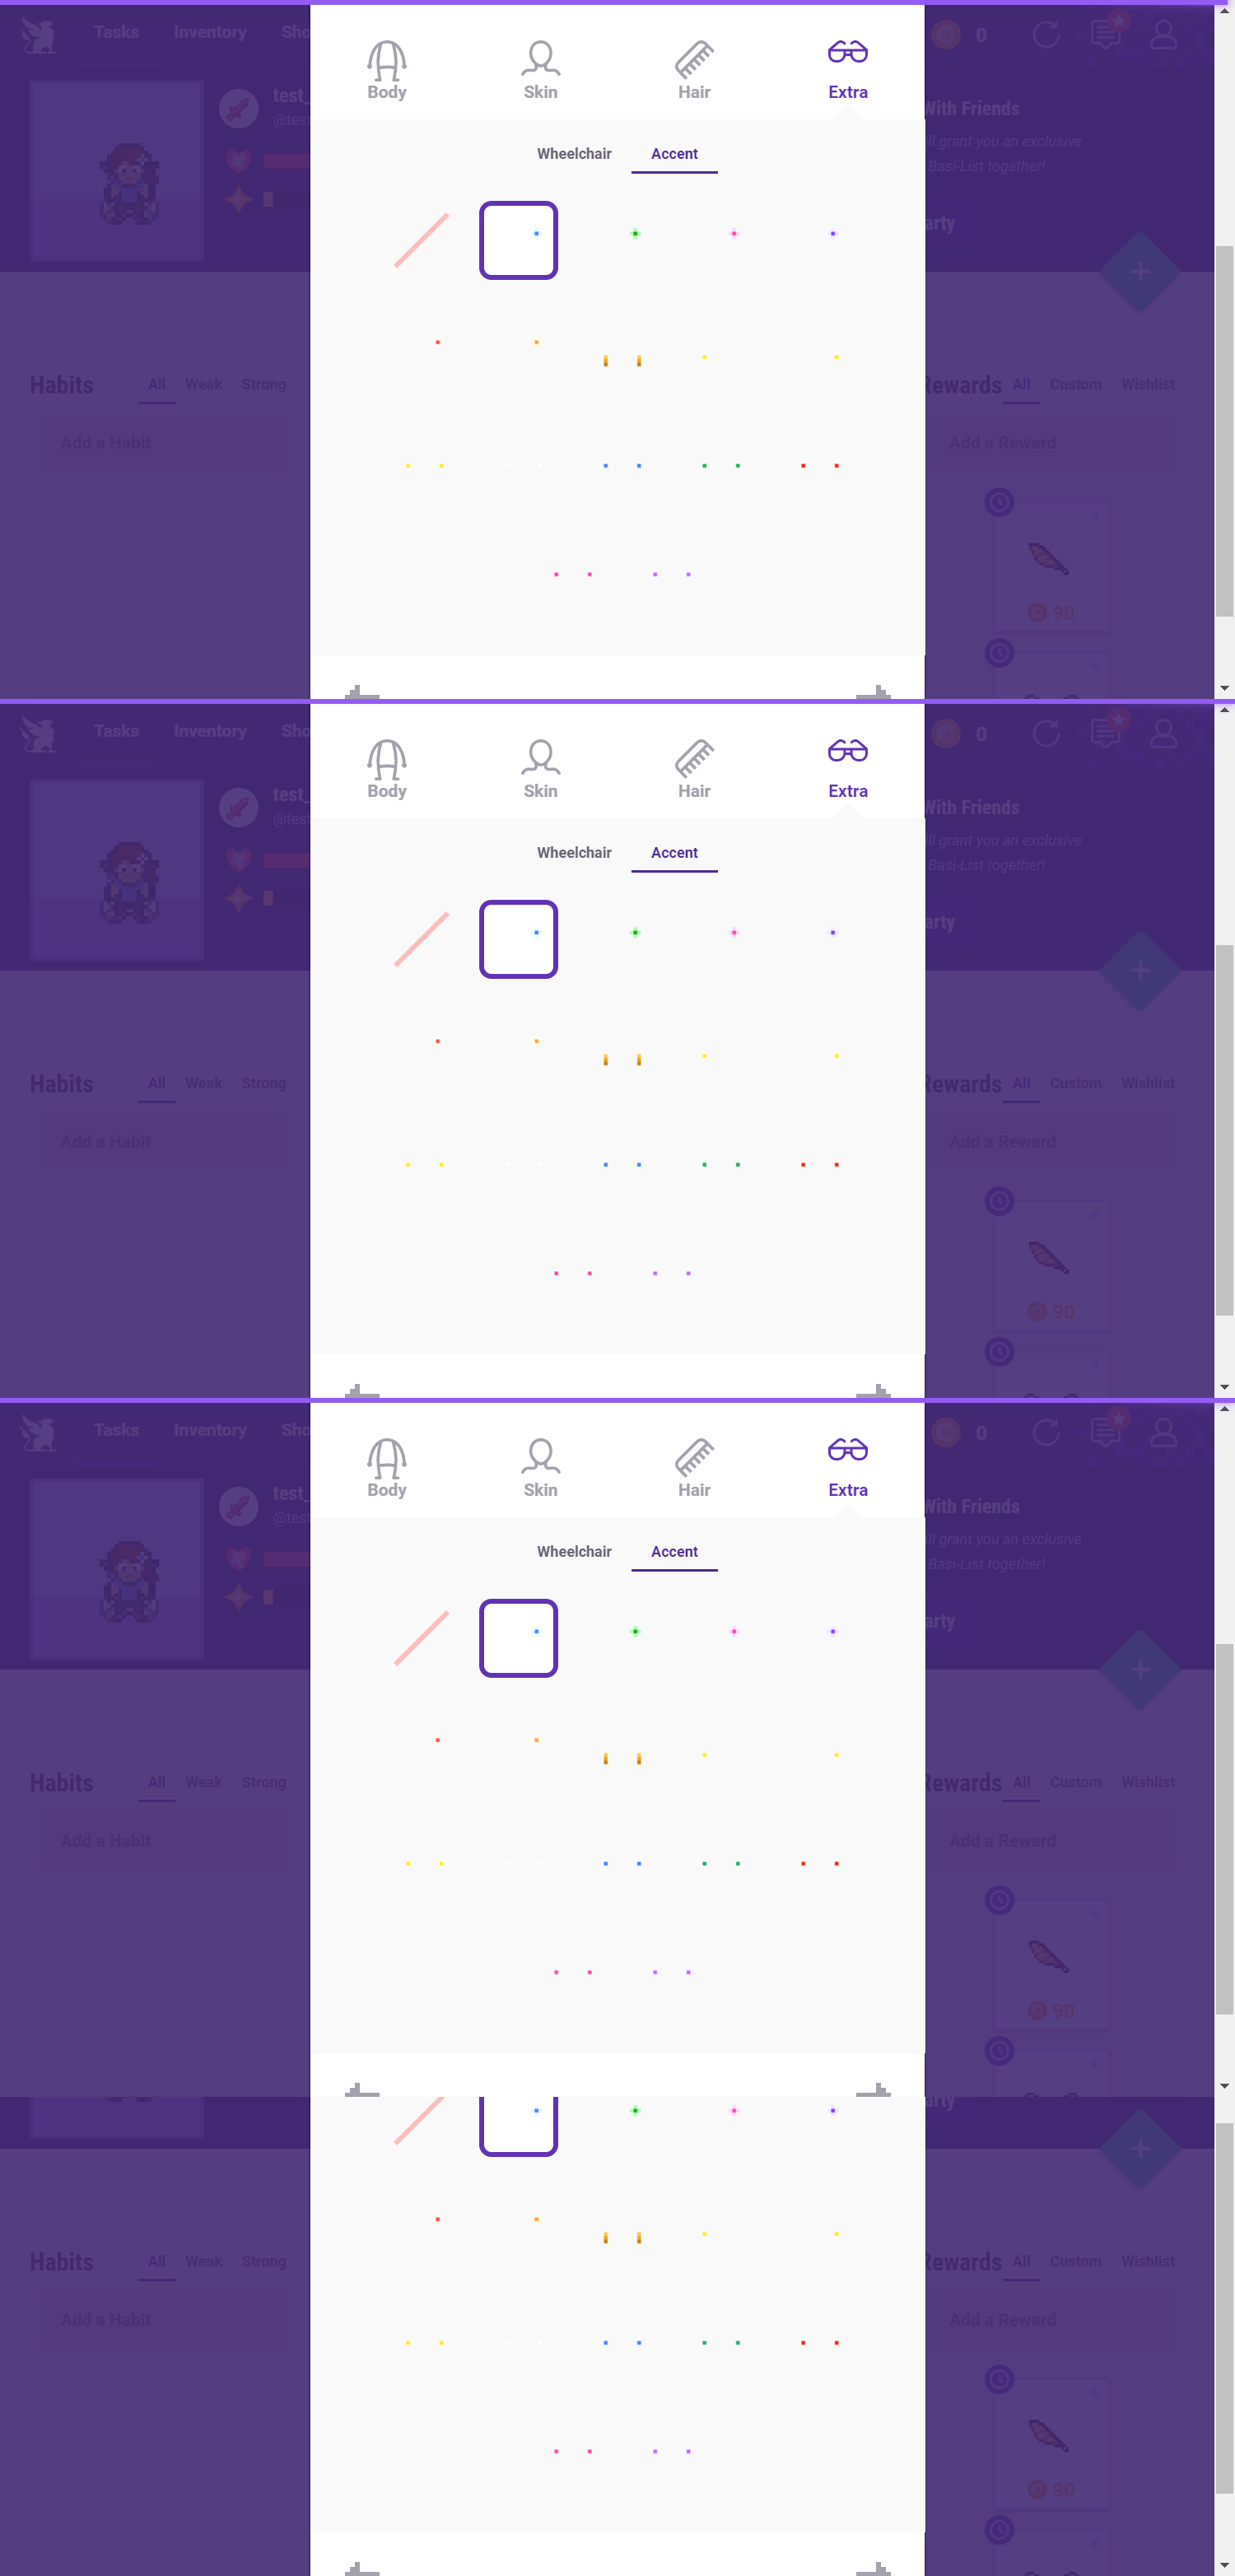 Tasks Inventory Sho 0
Body Skin Hair Extra
test_
@test
With Friends
ill grant you an exclusive
Basi-List together!
Wheelchair Accent
arty
Habits All Weak Strong
Rewards All Custom Wishlist
Add a Habit
Add a Reward
90
Tasks Inventory Sho 0
Body Skin Hair Extra
test_
@test
With Friends
ill grant you an exclusive
Basi-List together!
Wheelchair Accent
arty
Habits All Weak Strong
Rewards All Custom Wishlist
Add a Habit
Add a Reward
90
Tasks Inventory Sho 0
Body Skin Hair Extra
test_
@test
With Friends
ill grant you an exclusive
Basi-List together!
Wheelchair Accent
arty
Habits All Weak Strong
Rewards All Custom Wishlist
Add a Habit
Add a Reward
90
arty
Habits All Weak Strong
Rewards All Custom Wishlist
Add a Habit
Add a Reward
90